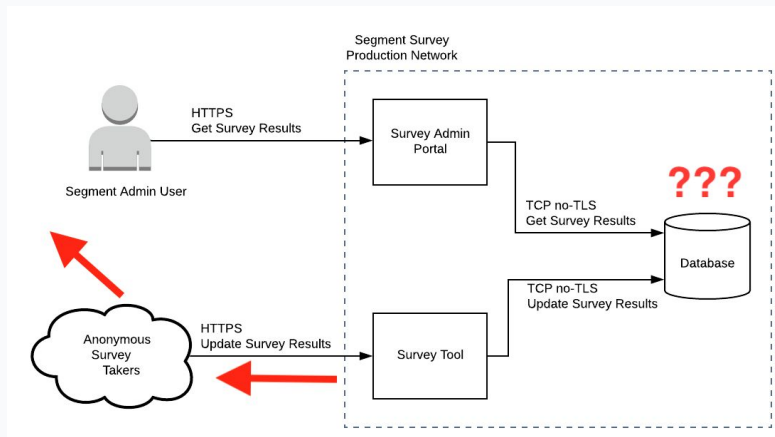 Segment Survey
Production Network
HTTPS
Get Survey Results
Survey Admin
Portal
Segment Admin User
???
TCP no-TLS
Get Survey Results
Database
TCP no-TLS
Update Survey Results
Anonymous
Survey
Takers
HTTPS
Update Survey Results
Survey Tool